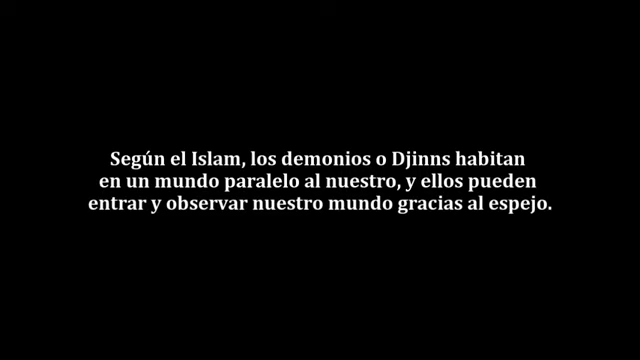 Según el Islam, los demonios o Djinns habitan
en un mundo paralelo al nuestro, y ellos pueden
entrar y observar nuestro mundo gracias al espejo.